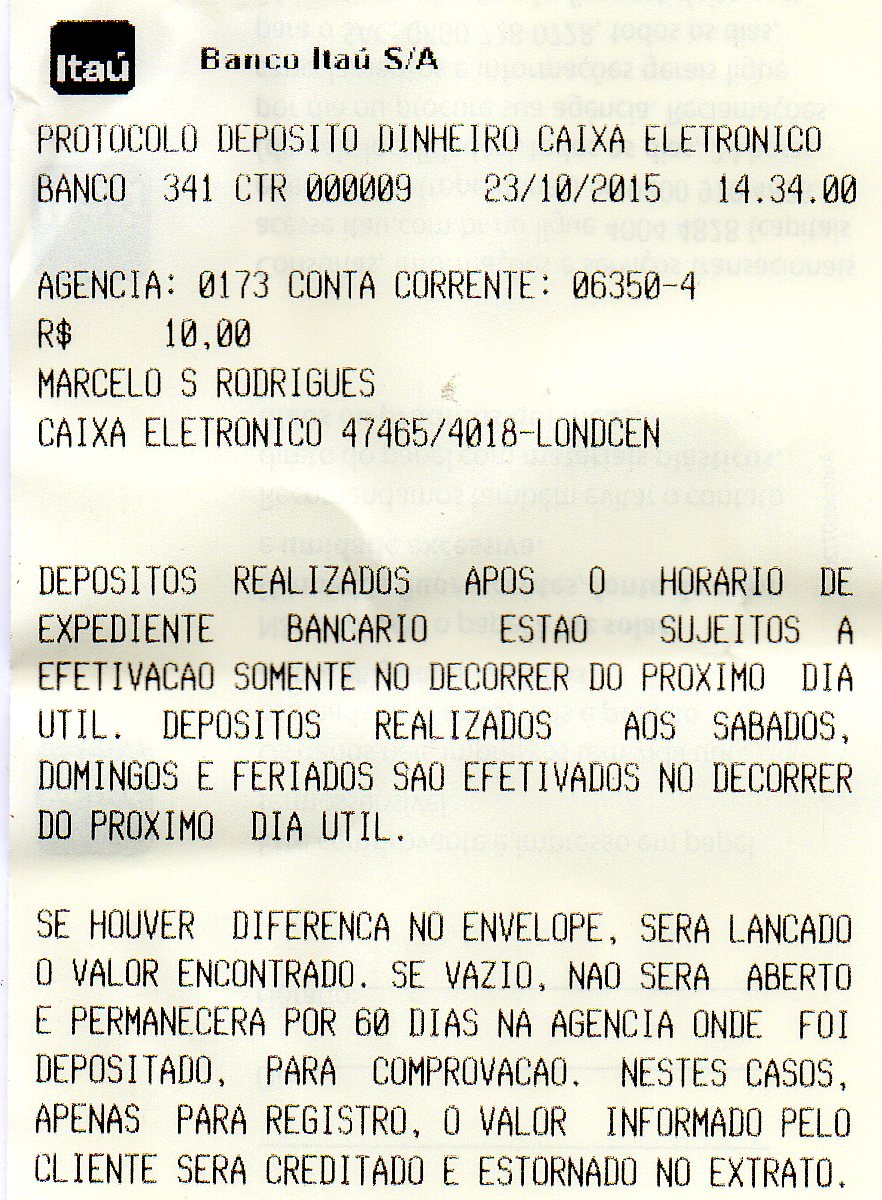 Itaú Banco Itaú S/A
PROTOCOLO DEPOSITO DINHEIRO CAIXA ELETRONICO
BANCO 341 CTR 000009 23/10/2015 14.34.00
AGENCIA: 0173 CONTA CORRENTE: 06350-4
R$ 10,00
MARCELO S RODRIGUES
CAIXA ELETRONICO 47465/4018-LONDCEN
DEPOSITOS REALIZADOS APOS O HORARIO DE
EXPEDIENTE BANCARIO ESTAO SUJEITOS A
EFETIVACAO SOMENTE NO DECORRER DO PROXIMO DIA
UTIL. DEPOSITOS REALIZADOS AOS SABADOS,
DOMINGOS E FERIADOS SAO EFETIVADOS NO DECORRER
DO PROXIMO DIA UTIL.
SE HOUVER DIFERENCA NO ENVELOPE, SERA LANCADO
O VALOR ENCONTRADO. SE VAZIO, NAO SERA ABERTO
E PERMANECERA POR 60 DIAS NA AGENCIA ONDE FOI
DEPOSITADO, PARA COMPROVACAO. NESTES CASOS,
APENAS PARA REGISTRO, O VALOR INFORMADO PELO
CLIENTE SERA CREDITADO E ESTORNADO NO EXTRATO.